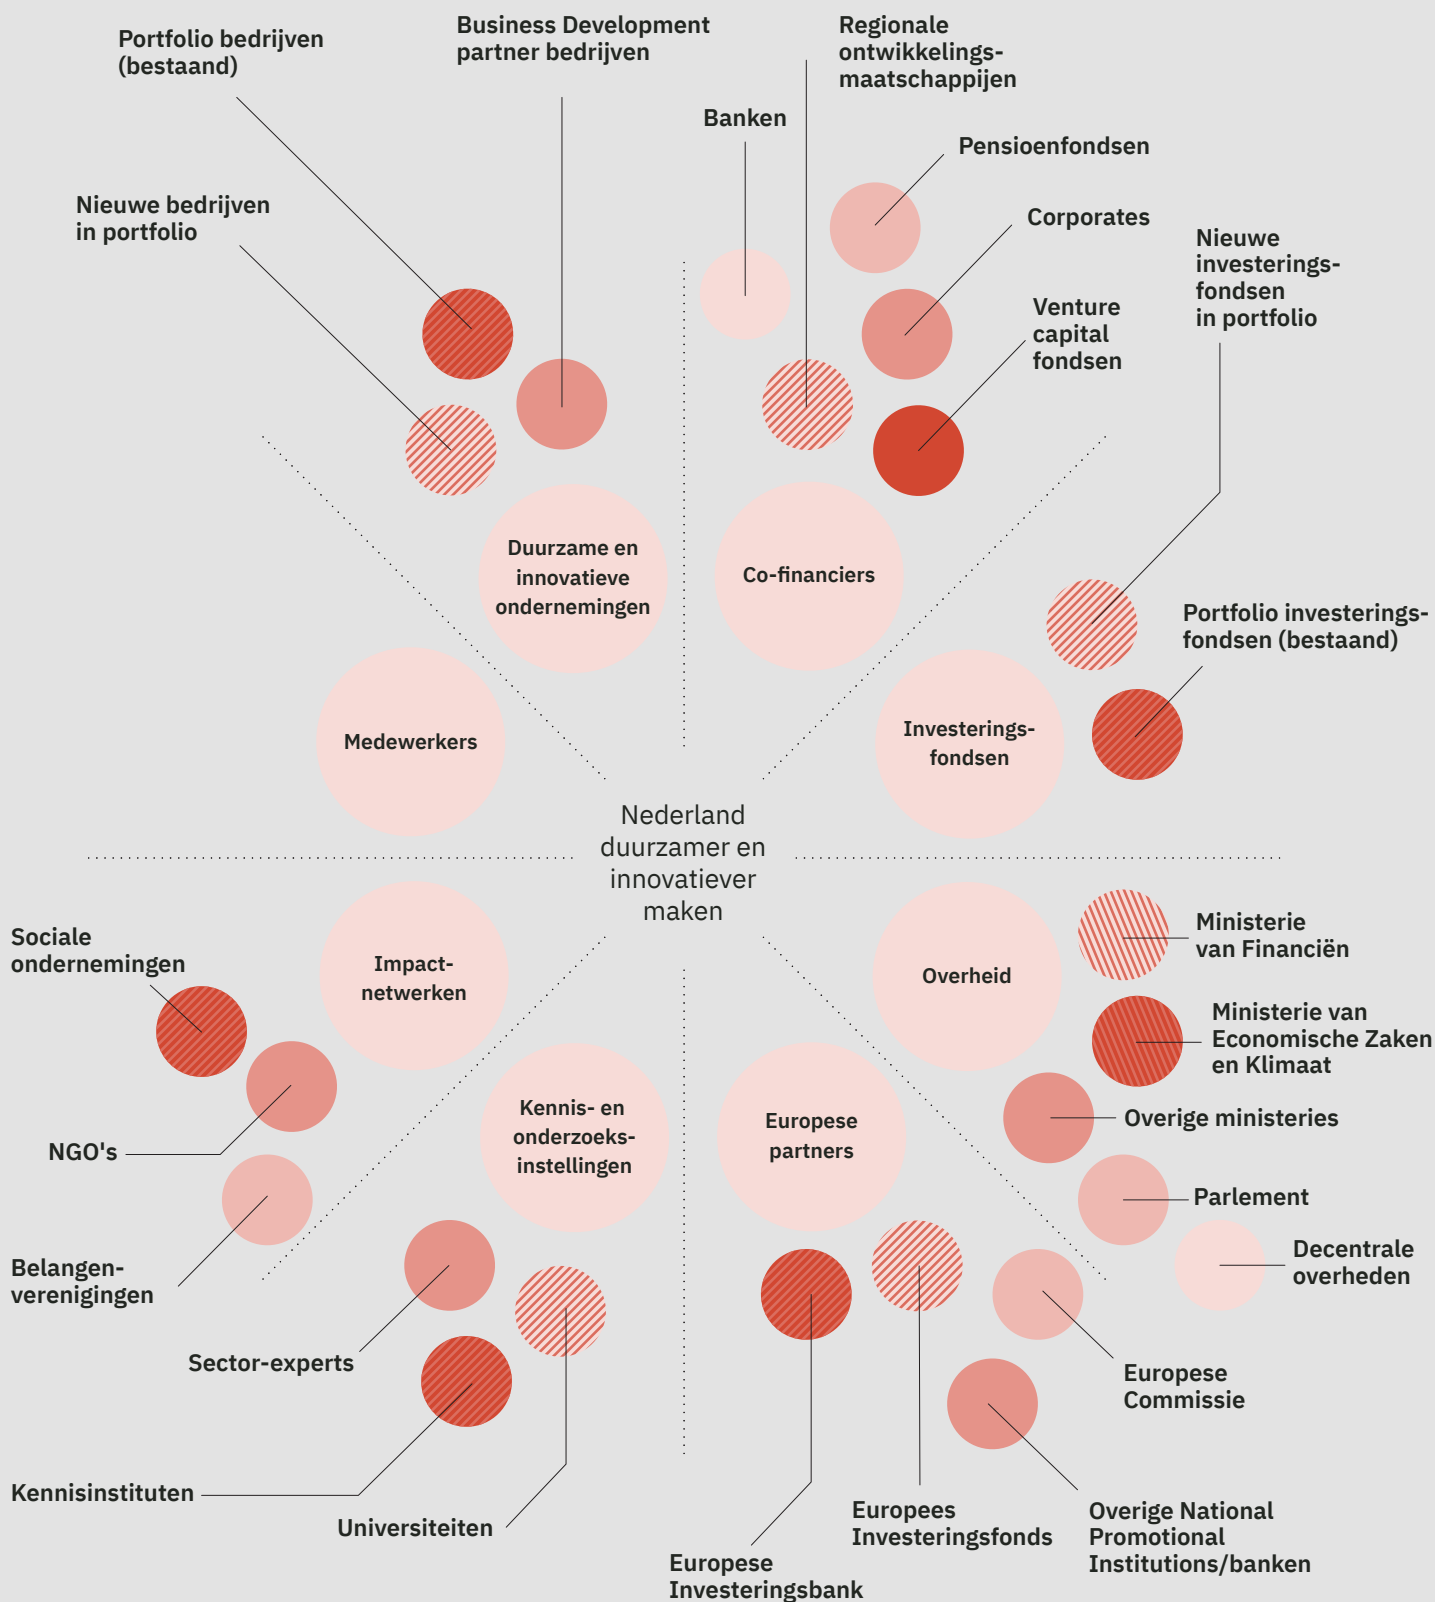 Portfolio bedrijven
(bestaand)
Business Development
partner bedrijven
Regionale
ontwikkelings-
maatschappijen
Banken
Pensioenfondsen
Nieuwe bedrijven
in portfolio
Corporates
Nieuwe
investerings-
fondsen
in portfolio
Venture
capital
fondsen
Duurzame en
innovatieve
ondernemingen
Co-financiers
Portfolio investerings-
fondsen (bestaand)
Medewerkers
Investerings-
fondsen
Nederland
duurzamer en
innovatiever
maken
Sociale
ondernemingen
Impact-
netwerken
Overheid
Ministerie
van Financiën
Ministerie van
Economische Zaken
en Klimaat
NGO's
Kennis- en
onderzoeks-
instellingen
Europese
partners
Overige ministeries
Parlement
Belangen-
verenigingen
Decentrale
overheden
Sector-experts
Europese
Commissie
Kennisinstituten
Universiteiten
Europese
Investeringsbank
Europees
Investeringsfonds
Overige National
Promotional
Institutions/banken